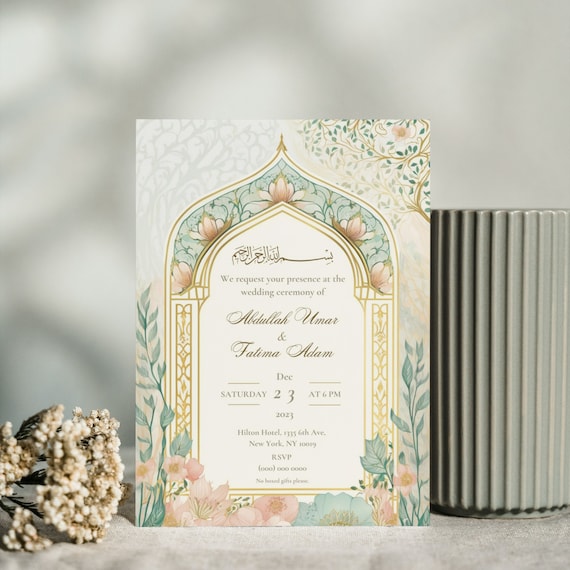 بسم الله الرحمن الرحيم
We request your presence at the
wedding ceremony of
Abdullah Umar
&
Fatima Adam
Dec
SATURDAY 23 AT 6 PM
2023
Hilton Hotel, 1335 6th Ave,
New York, NY 10019
RSVP
(000) 000 0000
No boxed gifts please.